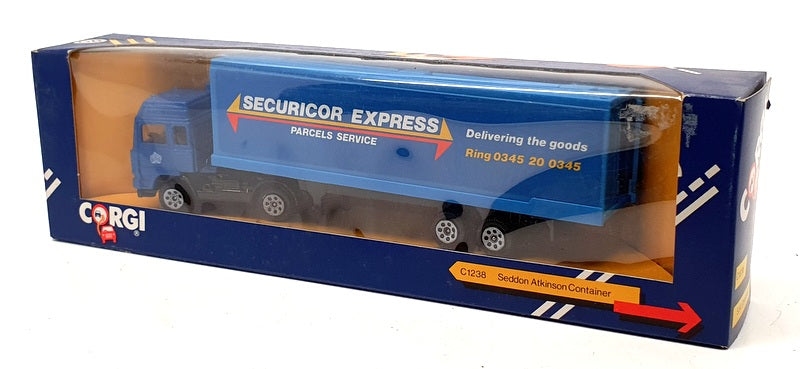 SECURICOR EXPRESS
PARCELS SERVICE
Delivering the goods
Ring 0345 20 0345
CORGI
C1238 Seddon Atkinson Container